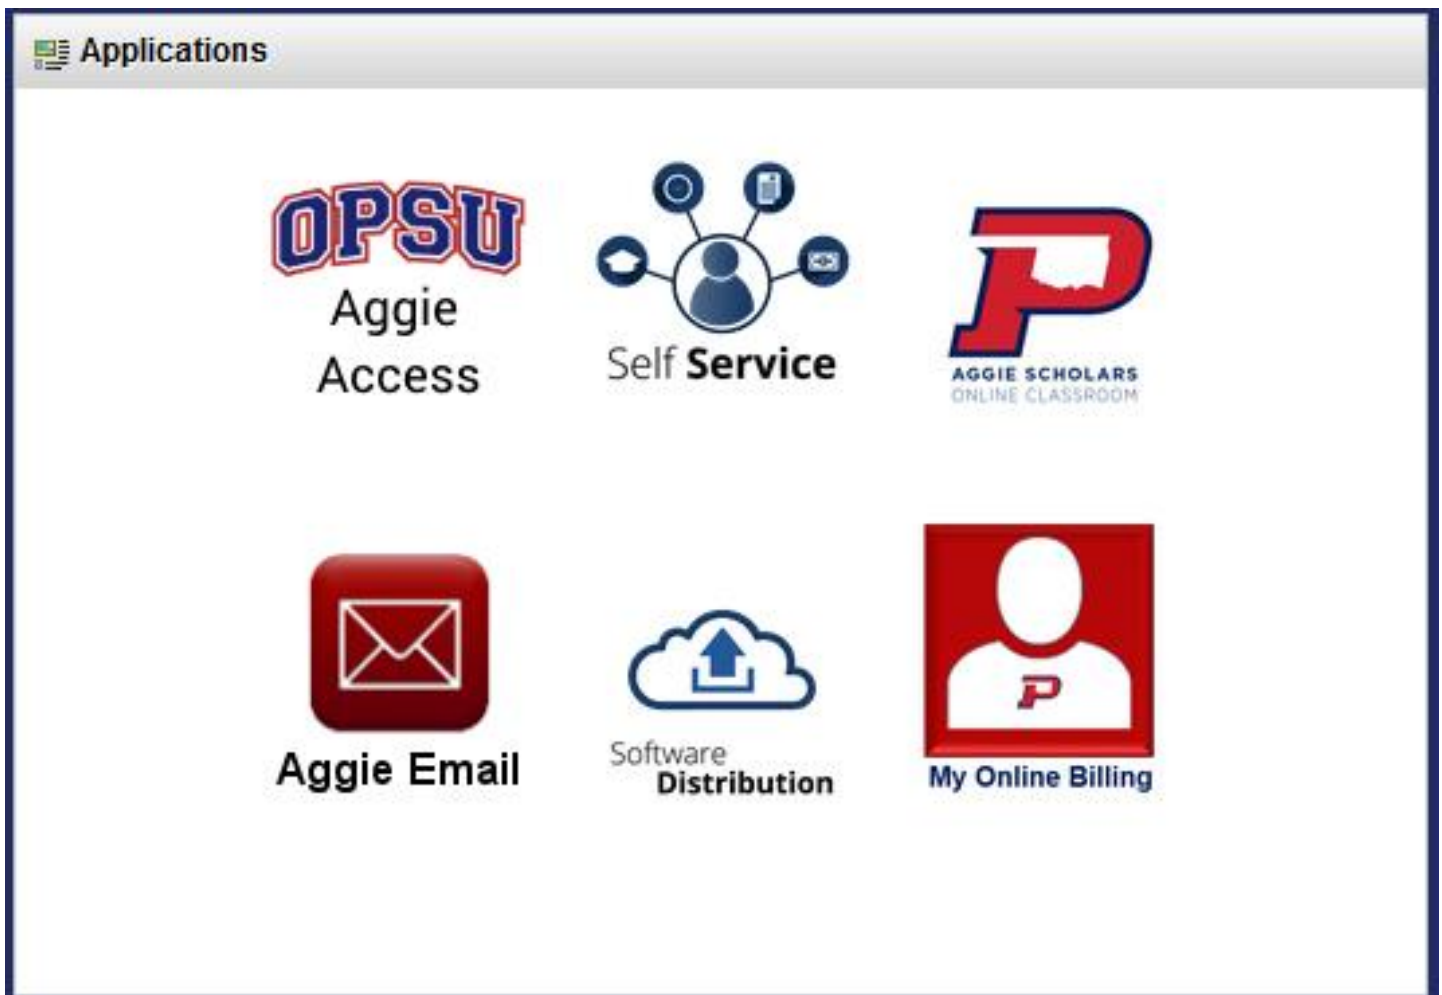 Applications
OPSU
Aggie
Access
Self Service
P
AGGIE SCHOLARS
ONLINE CLASSROOM
Aggie Email
Software
Distribution
P
My Online Billing